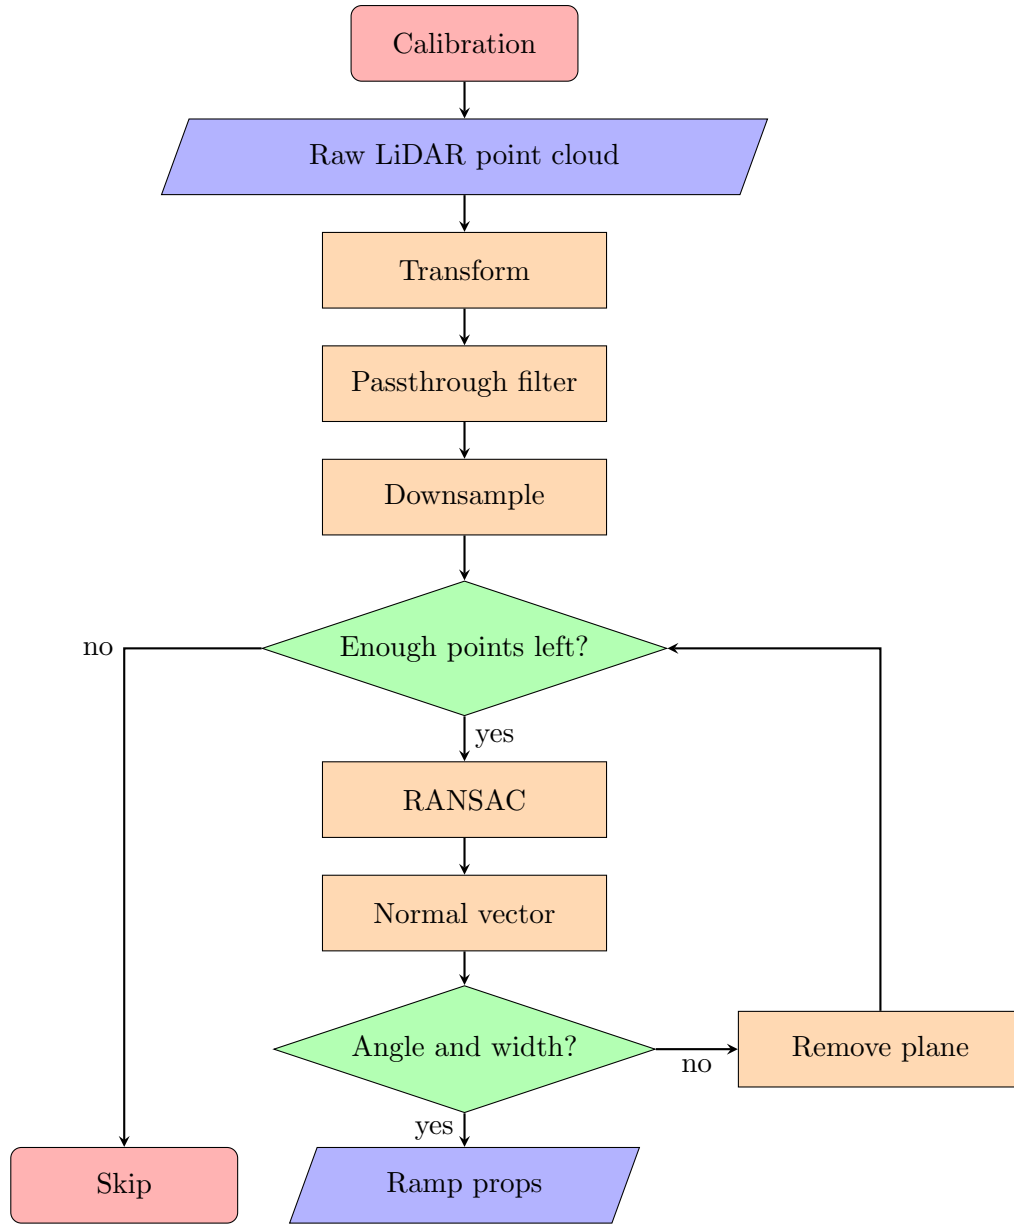 Calibration
Raw LiDAR point cloud
Transform
Passthrough filter
Downsample
Enough points left?
no
yes
RANSAC
Normal vector
Angle and width?
no
Remove plane
yes
Skip
Ramp props